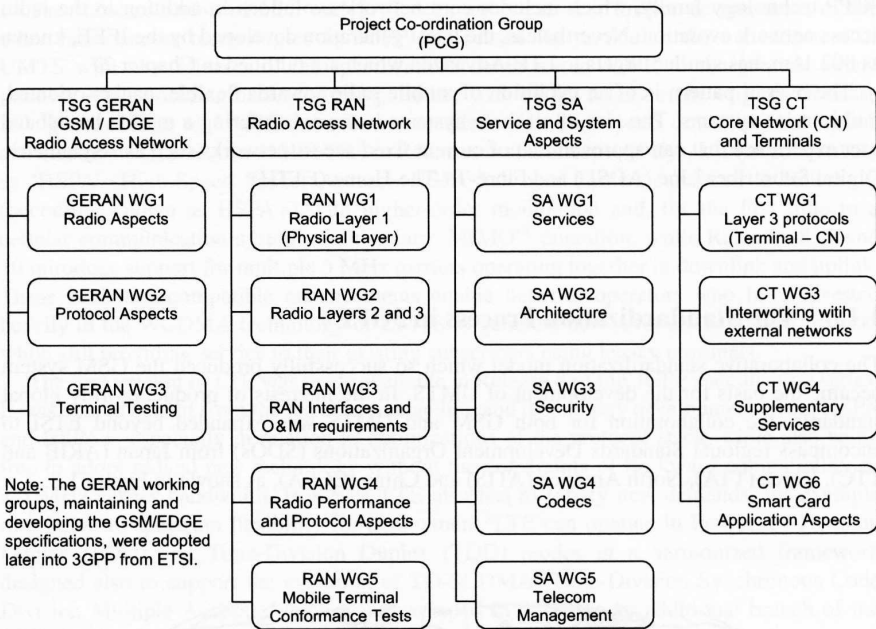 Project Co-ordination Group
(PCG)
TSG GERAN
GSM / EDGE
Radio Access Network
TSG RAN
Radio Access Network
TSG SA
Service and System
Aspects
TSG CT
Core Network (CN)
and Terminals
GERAN WG1
Radio Aspects
RAN WG1
Radio Layer 1
(Physical Layer)
SA WG1
Services
CT WG1
Layer 3 protocols
(Terminal – CN)
GERAN WG2
Protocol Aspects
RAN WG2
Radio Layers 2 and 3
SA WG2
Architecture
CT WG3
Interworking with
external networks
GERAN WG3
Terminal Testing
RAN WG3
RAN Interfaces and
O&M requirements
SA WG3
Security
CT WG4
Supplementary
Services
Note: The GERAN working
groups, maintaining and
developing the GSM/EDGE
specifications, were adopted
later into 3GPP from ETSI.
RAN WG4
Radio Performance
and Protocol Aspects
SA WG4
Codecs
CT WG6
Smart Card
Application Aspects
RAN WG5
Mobile Terminal
Conformance Tests
SA WG5
Telecom
Management